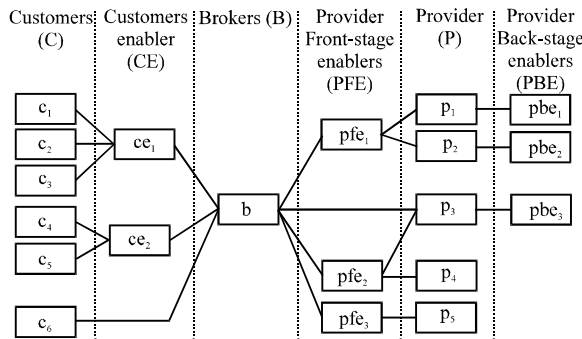 Customers
(C)
Customers
enabler
(CE)
Brokers (B)
Provider
Front-stage
enablers
(PFE)
Provider
(P)
Provider
Back-stage
enablers
(PBE)
c₁
c₂
c₃
c₄
c₅
c₆
ce₁
ce₂
b
pfe₁
pfe₂
pfe₃
p₁
p₂
p₃
p₄
p₅
pbe₁
pbe₂
pbe₃